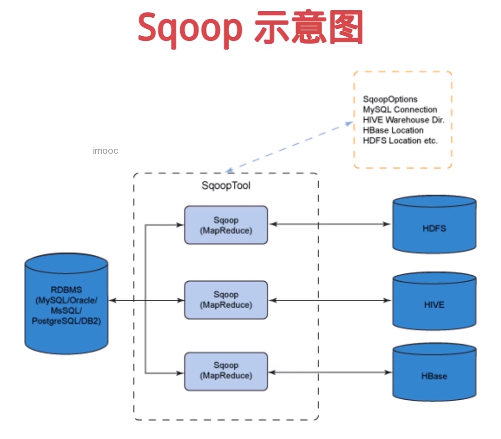 Sqoop 示意图
SqoopOptions
MySQL Connection
HIVE Warehouse Dir.
HBase Location
HDFS Location etc.
imooc
SqoopTool
Sqoop
(MapReduce)
HDFS
RDBMS
(MySQL/Oracle/
MsSQL/
PostgreSQL/DB2)
Sqoop
(MapReduce)
HIVE
Sqoop
(MapReduce)
HBase